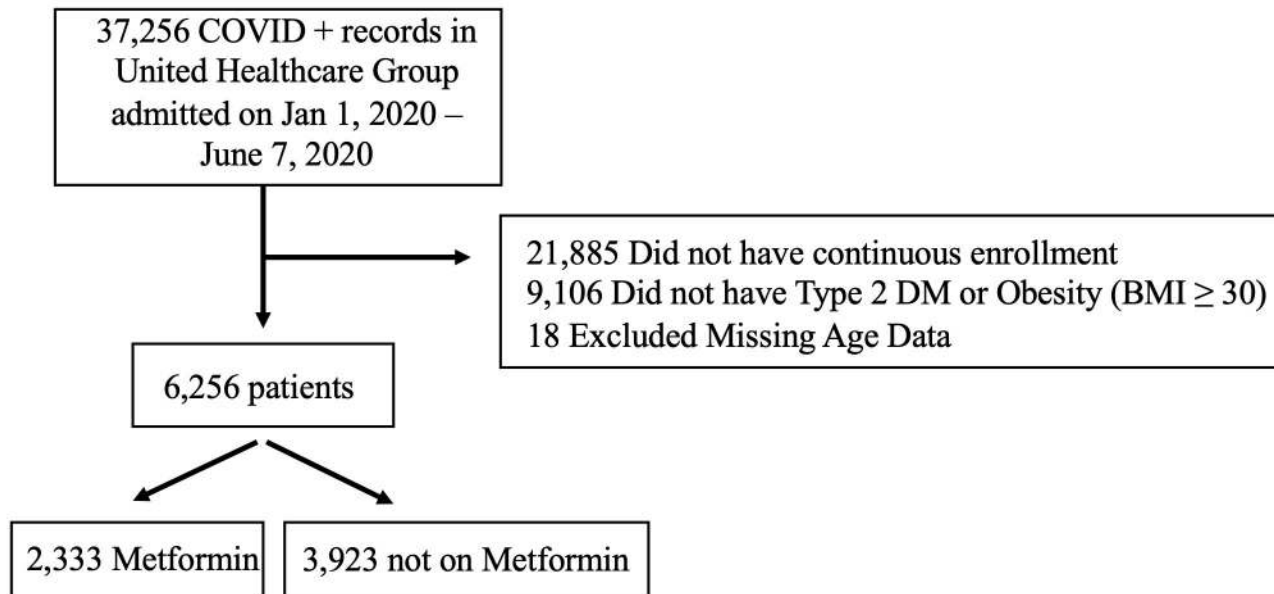 37,256 COVID + records in
United Healthcare Group
admitted on Jan 1, 2020 –
June 7, 2020
21,885 Did not have continuous enrollment
9,106 Did not have Type 2 DM or Obesity (BMI ≥ 30)
18 Excluded Missing Age Data
6,256 patients
2,333 Metformin
3,923 not on Metformin